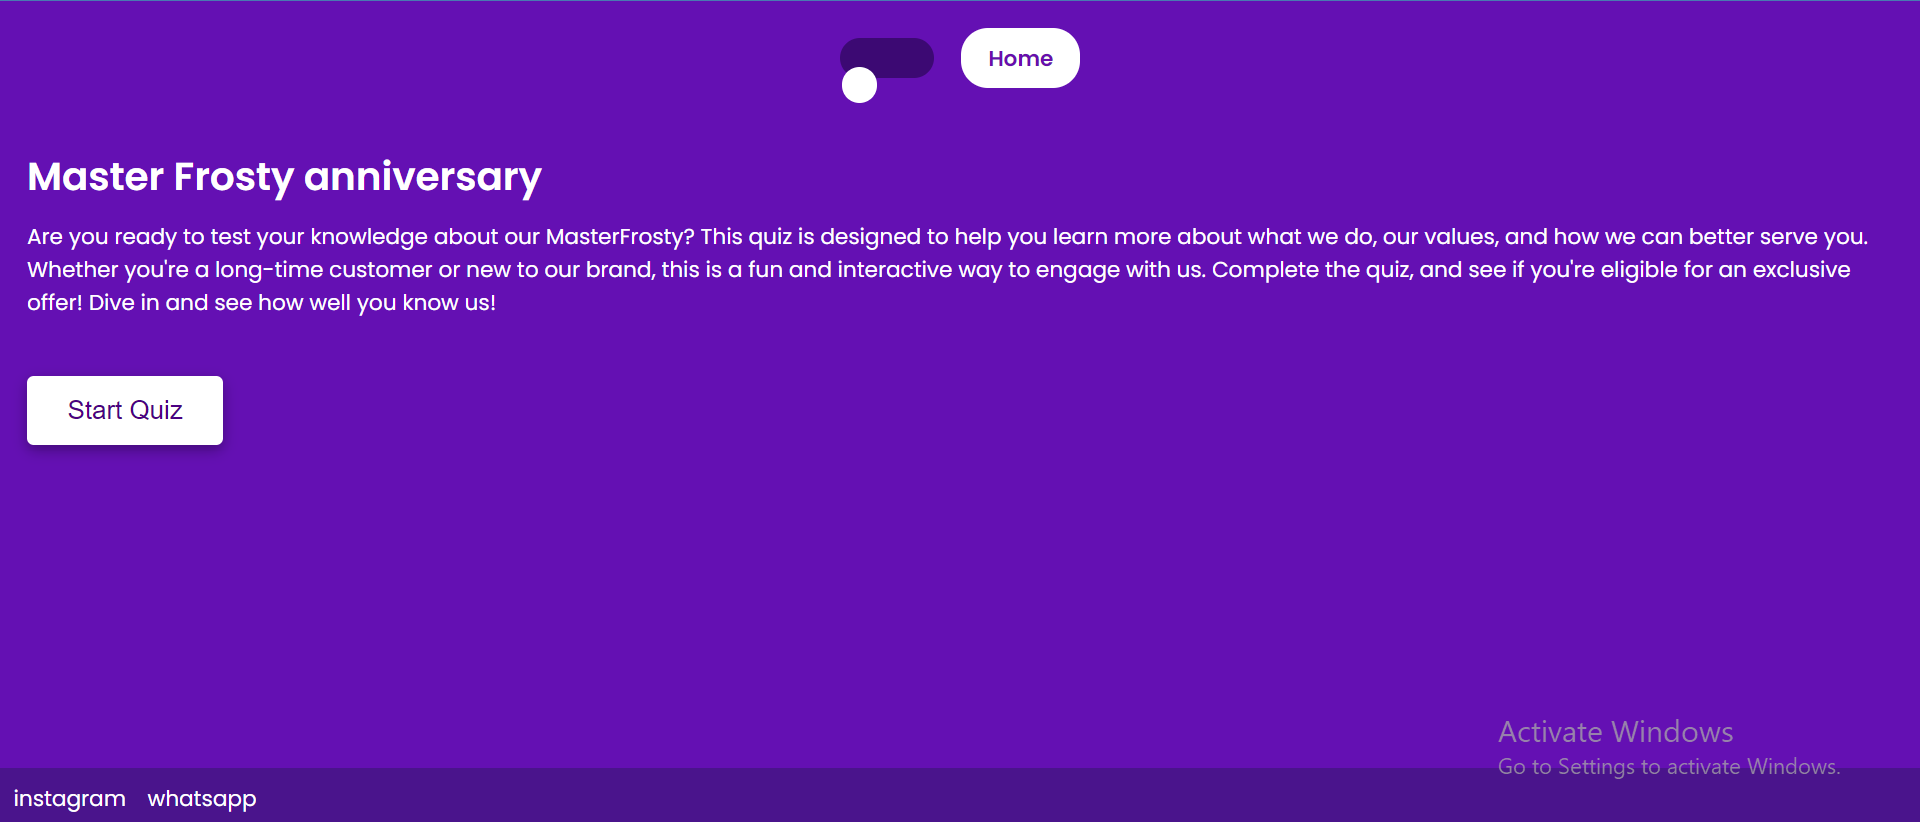 Home
Master Frosty anniversary
Are you ready to test your knowledge about our MasterFrosty? This quiz is designed to help you learn more about what we do, our values, and how we can better serve you.
Whether you're a long-time customer or new to our brand, this is a fun and interactive way to engage with us. Complete the quiz, and see if you're eligible for an exclusive
offer! Dive in and see how well you know us!
Start Quiz
Activate Windows
Go to Settings to activate Windows.
instagram whatsapp